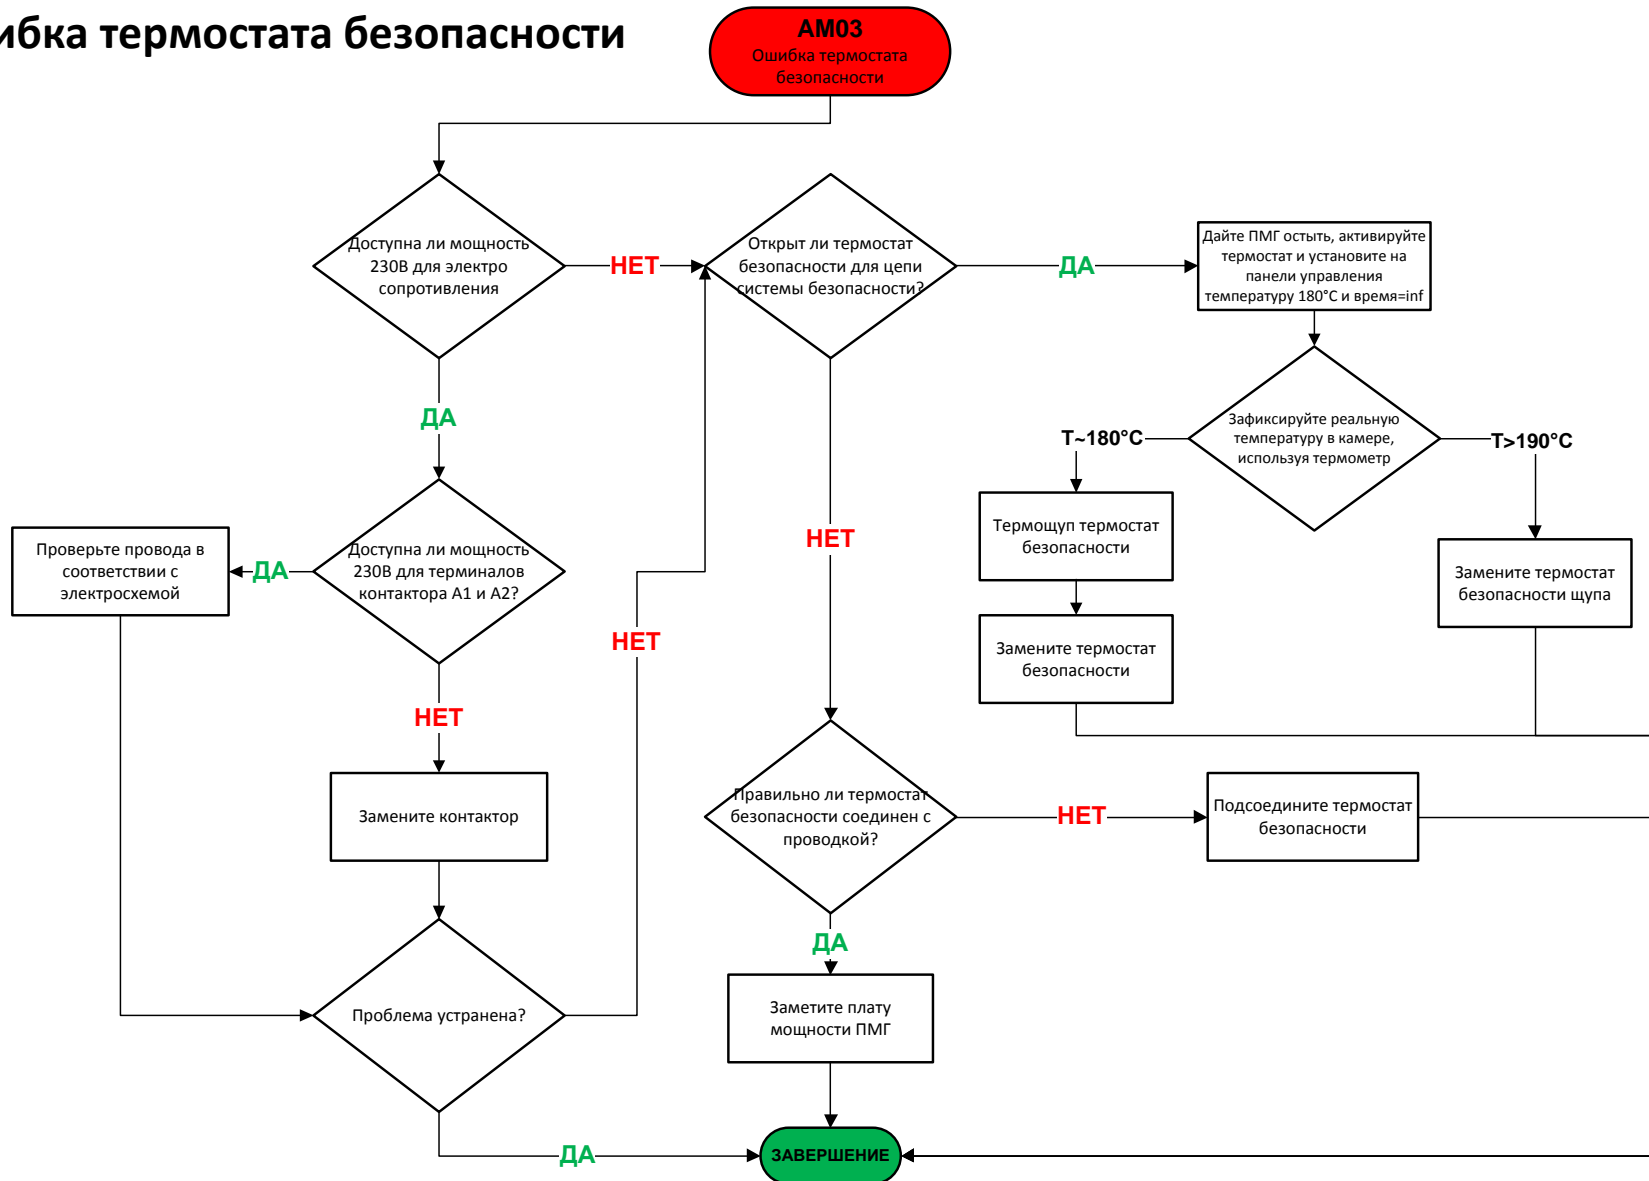 ибка термостата безопасности
AM03
Ошибка термостата
безопасности
Доступна ли мощность
230В для электро
сопротивления
НЕТ
Открыт ли термостат
безопасности для цепи
системы безопасности?
ДА
Дайте ПМГ остыть, активируйте
термостат и установите на
панели управления
температуру 180°С и время=inf
ДА
T~180°C
Зафиксируйте реальную
температуру в камере,
используя термометр
T>190°C
Проверьте провода в
соответствии с
электросхемой
ДА
Доступна ли мощность
230В для терминалов
контактора А1 и А2?
НЕТ
Термощуп термостат
безопасности
Замените термостат
безопасности щупа
НЕТ
Замените термостат
безопасности
НЕТ
Замените контактор
Правильно ли термостат
безопасности соединен с
проводкой?
НЕТ
Подсоедините термостат
безопасности
ДА
Проблема устранена?
Заметите плату
мощности ПМГ
ДА
ЗАВЕРШЕНИЕ